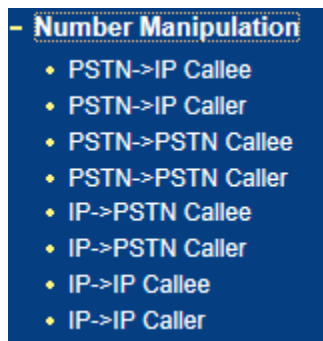 – Number Manipulation
• PSTN->IP Callee
• PSTN->IP Caller
• PSTN->PSTN Callee
• PSTN->PSTN Caller
• IP->PSTN Callee
• IP->PSTN Caller
• IP->IP Callee
• IP->IP Caller